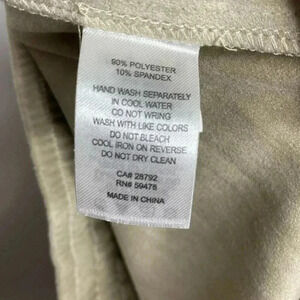 90% POLYESTER
10% SPANDEX
HAND WASH SEPARATELY
IN COOL WATER
DO NOT WRING
WASH WITH LIKE COLORS
DO NOT BLEACH
COOL IRON ON REVERSE
DO NOT DRY CLEAN
CA# 28792
RN# 59478
MADE IN CHINA